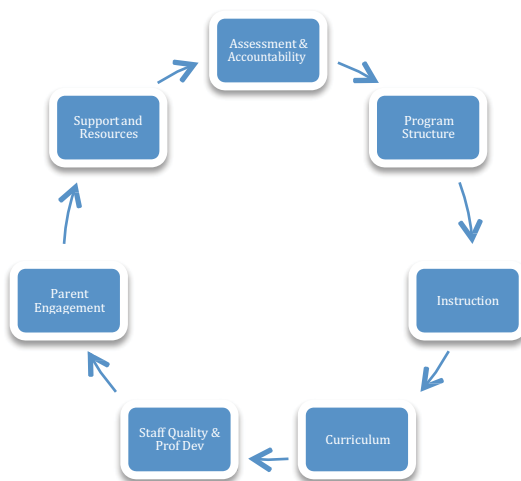 Assessment &
Accountability
Program
Structure
Instruction
Curriculum
Staff Quality &
Prof Dev
Parent
Engagement
Support and
Resources